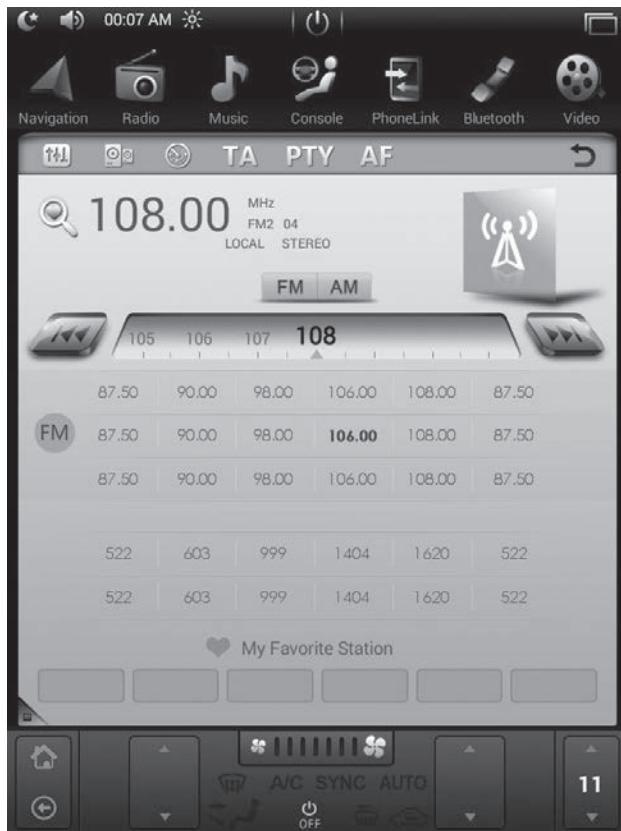 00:07 AM
Navigation Radio Music Console PhoneLink Bluetooth Video
TA PTY AF
108.00 MHz
FM2 04
LOCAL STEREO
FM AM
105 106 107 108
87.50 90.00 98.00 106.00 108.00 87.50
FM 87.50 90.00 98.00 106.00 108.00 87.50
87.50 90.00 98.00 106.00 108.00 87.50
522 603 999 1404 1620 522
522 603 999 1404 1620 522
My Favorite Station
A/C SYNC AUTO
11
OFF